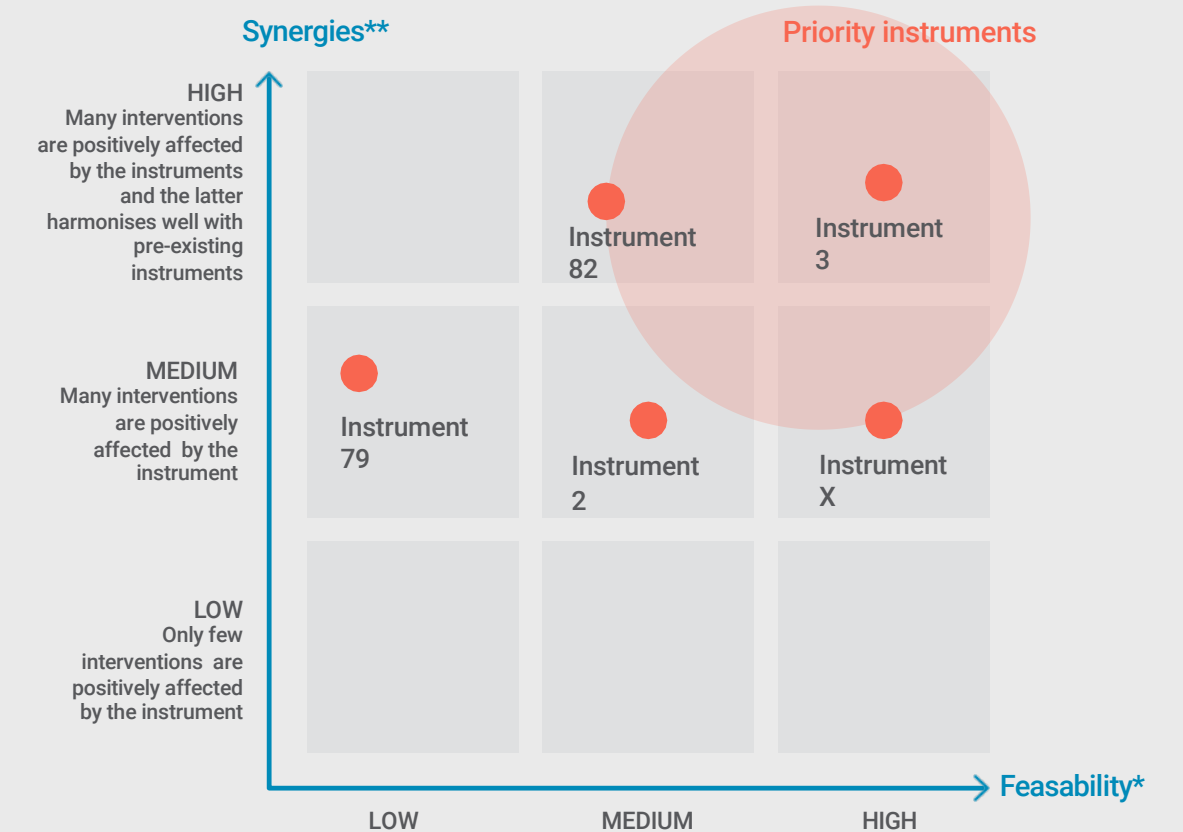 Synergies**
Priority instruments
HIGH
Many interventions
are positively affected
by the instruments
and the latter
harmonises well with
pre-existing
instruments
Instrument
82
Instrument
3
MEDIUM
Many interventions
are positively
affected by the
instrument
Instrument
79
Instrument
2
Instrument
X
LOW
Only few
interventions are
positively affected
by the instrument
Feasability*
LOW
MEDIUM
HIGH